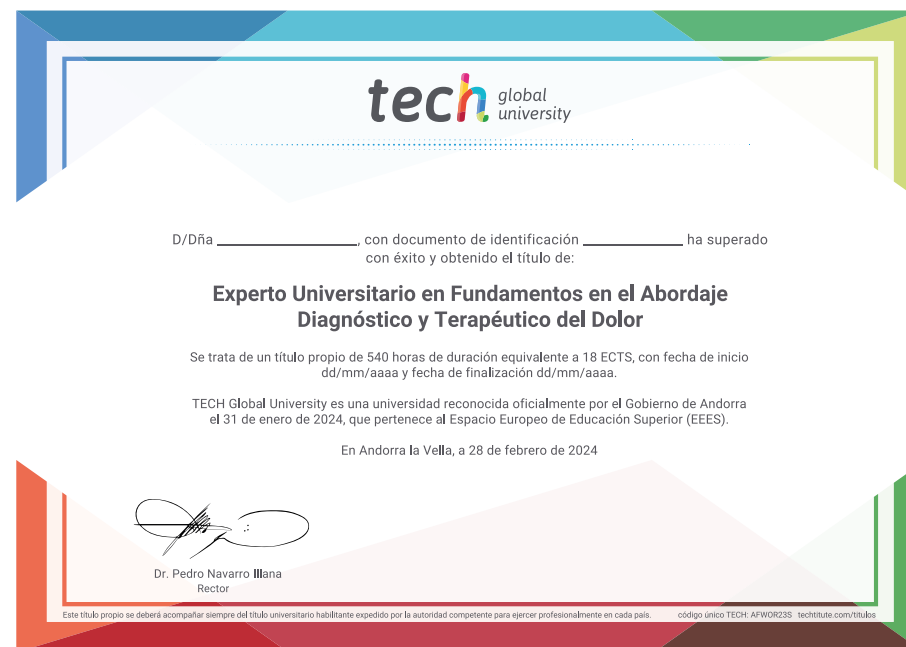 tech global university
D/Dña ____________________, con documento de identificación ______________ ha superado
con éxito y obtenido el título de:
Experto Universitario en Fundamentos en el Abordaje
Diagnóstico y Terapéutico del Dolor
Se trata de un título propio de 540 horas de duración equivalente a 18 ECTS, con fecha de inicio
dd/mm/aaaa y fecha de finalización dd/mm/aaaa.
TECH Global University es una universidad reconocida oficialmente por el Gobierno de Andorra
el 31 de enero de 2024, que pertenece al Espacio Europeo de Educación Superior (EEES).
En Andorra la Vella, a 28 de febrero de 2024
Dr. Pedro Navarro Illana
Rector
Este título propio se deberá acompañar siempre del título universitario habilitante expedido por la autoridad competente para ejercer profesionalmente en cada país. código único TECH: AFWOR23S techtitute.com/titulos